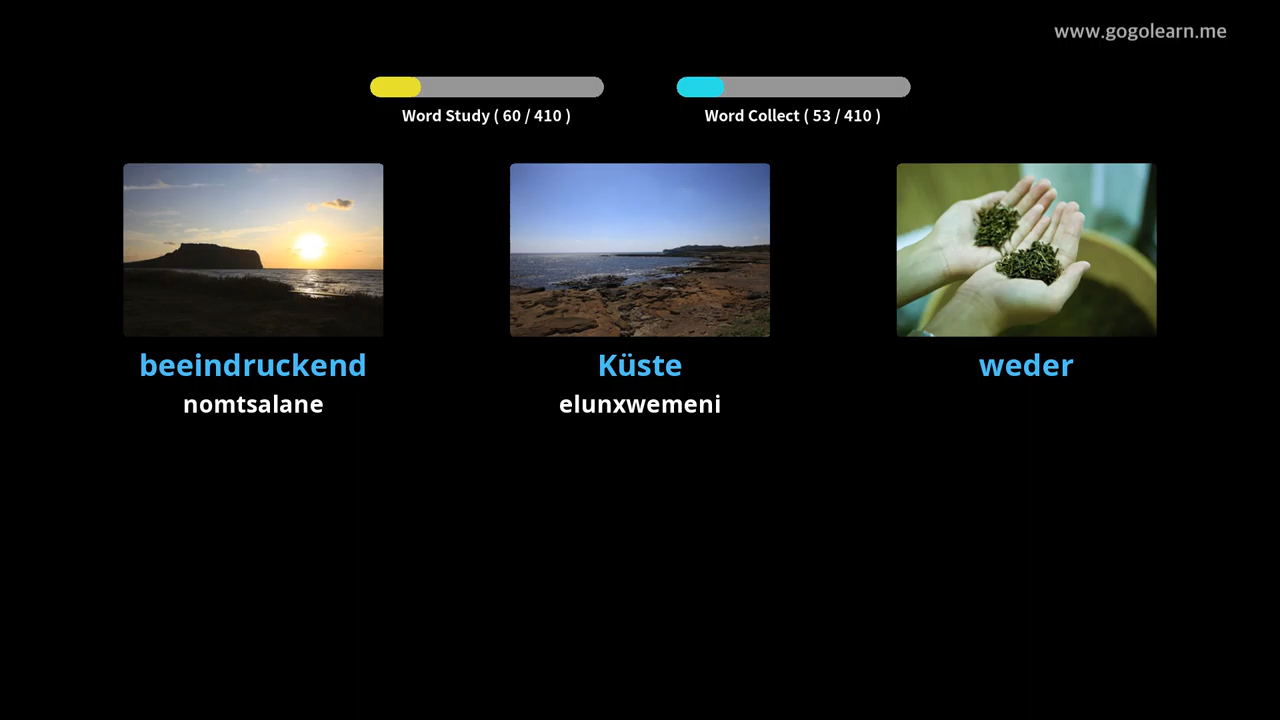 www.gogolearn.me
Word Study ( 60 / 410 )
Word Collect ( 53 / 410 )
beeindruckend
nomtsalane
Küste
elunxwemeni
weder